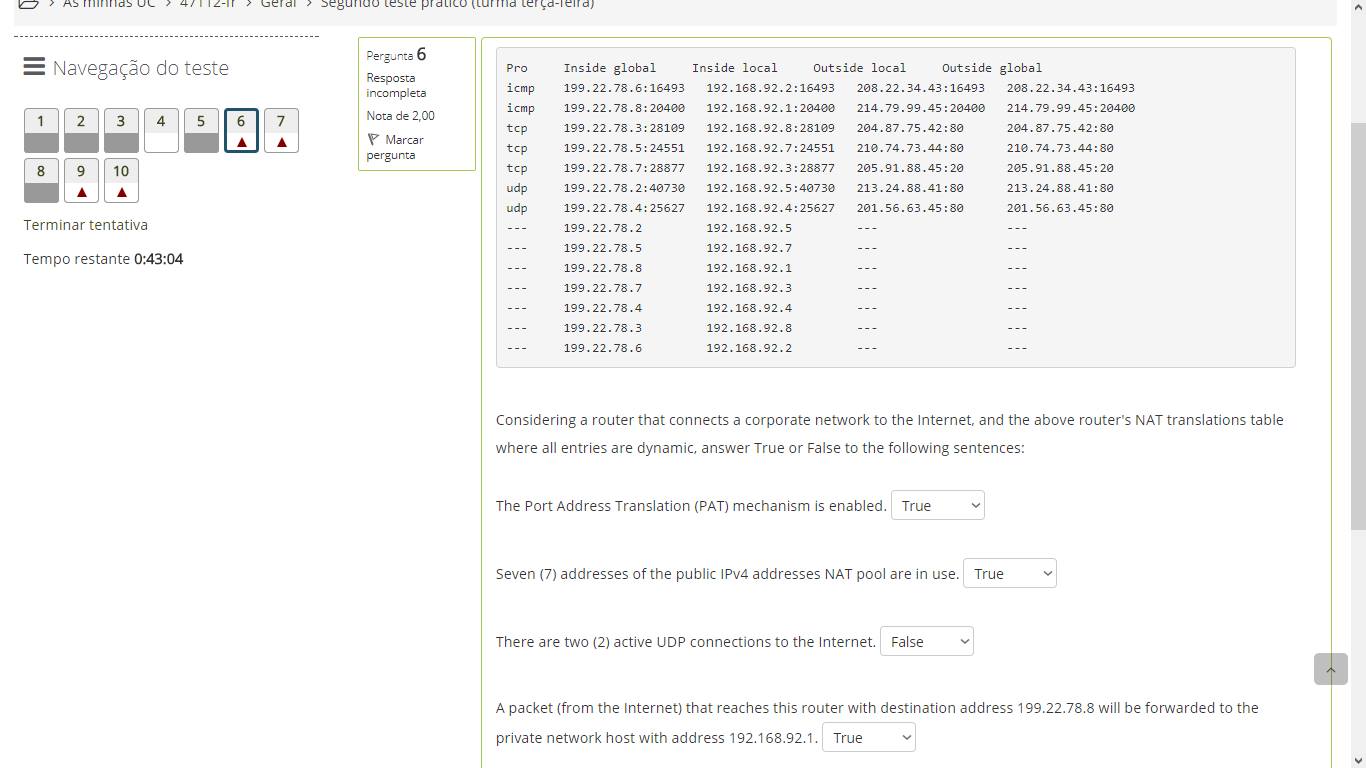 > As minhas UC > 47112-fr > Geral > Segundo teste prático (turma terça-feira)
Navegação do teste
1 2 3 4 5 6 7
8 9 10
Terminar tentativa
Tempo restante 0:43:04
Pergunta 6
Resposta
incompleta
Nota de 2,00
Marcar
pergunta
Pro Inside global Inside local Outside local Outside global
icmp 199.22.78.6:16493 192.168.92.2:16493 208.22.34.43:16493 208.22.34.43:16493
icmp 199.22.78.8:20400 192.168.92.1:20400 214.79.99.45:20400 214.79.99.45:20400
tcp 199.22.78.3:28109 192.168.92.8:28109 204.87.75.42:80 204.87.75.42:80
tcp 199.22.78.5:24551 192.168.92.7:24551 210.74.73.44:80 210.74.73.44:80
tcp 199.22.78.7:28877 192.168.92.3:28877 205.91.88.45:20 205.91.88.45:20
udp 199.22.78.2:40730 192.168.92.5:40730 213.24.88.41:80 213.24.88.41:80
udp 199.22.78.4:25627 192.168.92.4:25627 201.56.63.45:80 201.56.63.45:80
--- 199.22.78.2 192.168.92.5 --- ---
--- 199.22.78.5 192.168.92.7 --- ---
--- 199.22.78.8 192.168.92.1 --- ---
--- 199.22.78.7 192.168.92.3 --- ---
--- 199.22.78.4 192.168.92.4 --- ---
--- 199.22.78.3 192.168.92.8 --- ---
--- 199.22.78.6 192.168.92.2 --- ---
Considering a router that connects a corporate network to the Internet, and the above router's NAT translations table
where all entries are dynamic, answer True or False to the following sentences:
The Port Address Translation (PAT) mechanism is enabled. True
Seven (7) addresses of the public IPv4 addresses NAT pool are in use. True
There are two (2) active UDP connections to the Internet. False
A packet (from the Internet) that reaches this router with destination address 199.22.78.8 will be forwarded to the
private network host with address 192.168.92.1. True